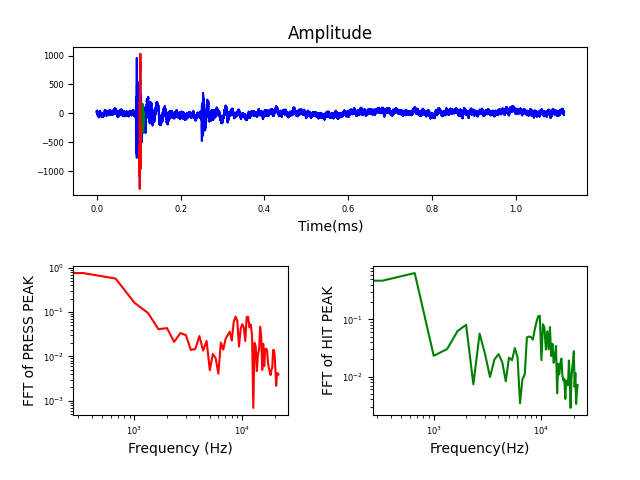 Amplitude
1000
500
0
−500
−1000
0.0 0.2 0.4 0.6 0.8 1.0
Time(ms)
FFT of PRESS PEAK
10⁰
10⁻¹
10⁻²
10⁻³
10³ 10⁴
Frequency (Hz)
FFT of HIT PEAK
10⁻¹
10⁻²
10³ 10⁴
Frequency(Hz)